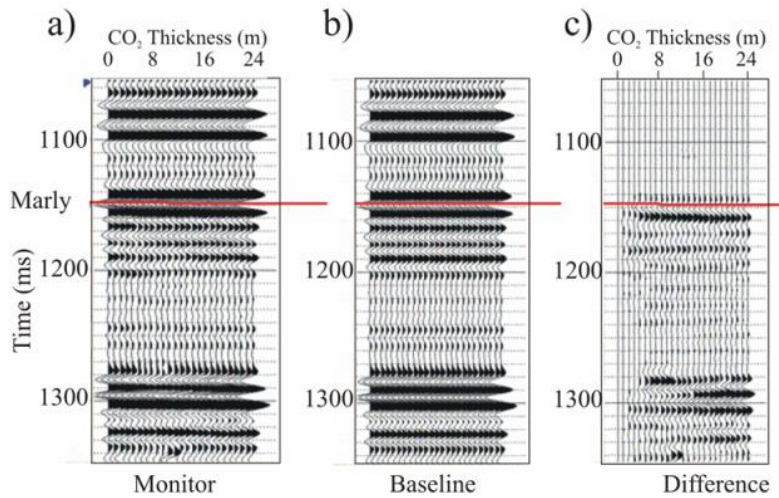 a)
CO₂ Thickness (m)
0 8 16 24
b)
c)
CO₂ Thickness (m)
0 8 16 24
1100
Marly
1200
1300
Time (ms)
1100
1200
1300
1100
1200
1300
Monitor
Baseline
Difference